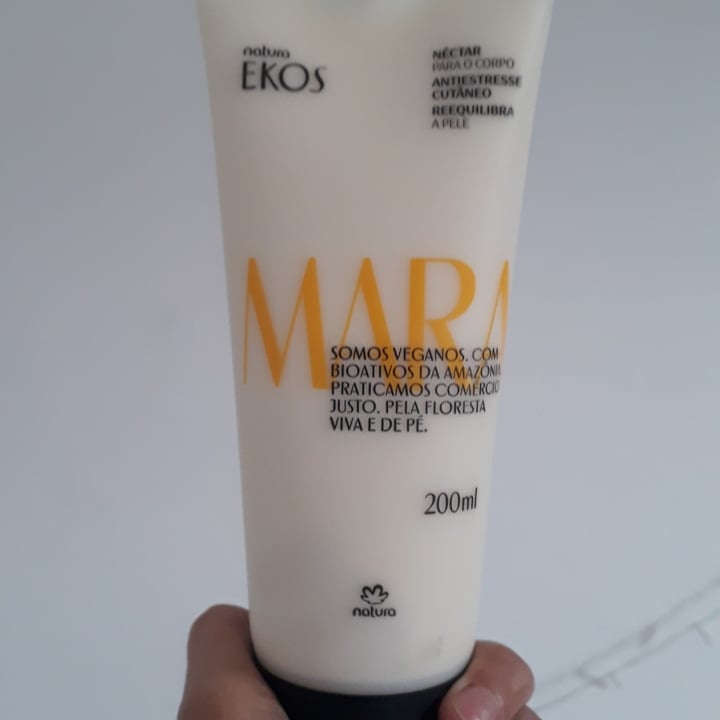 natura
EKOS
NÉCTAR
PARA O CORPO
ANTIESTRESSE
CUTÂNEO
REEQUILIBRA
A PELE
MARA
SOMOS VEGANOS. COM
BIOATIVOS DA AMAZÔNIA
PRATICAMOS COMÉRCIO
JUSTO. PELA FLORESTA
VIVA E DE PÉ.
200ml
natura